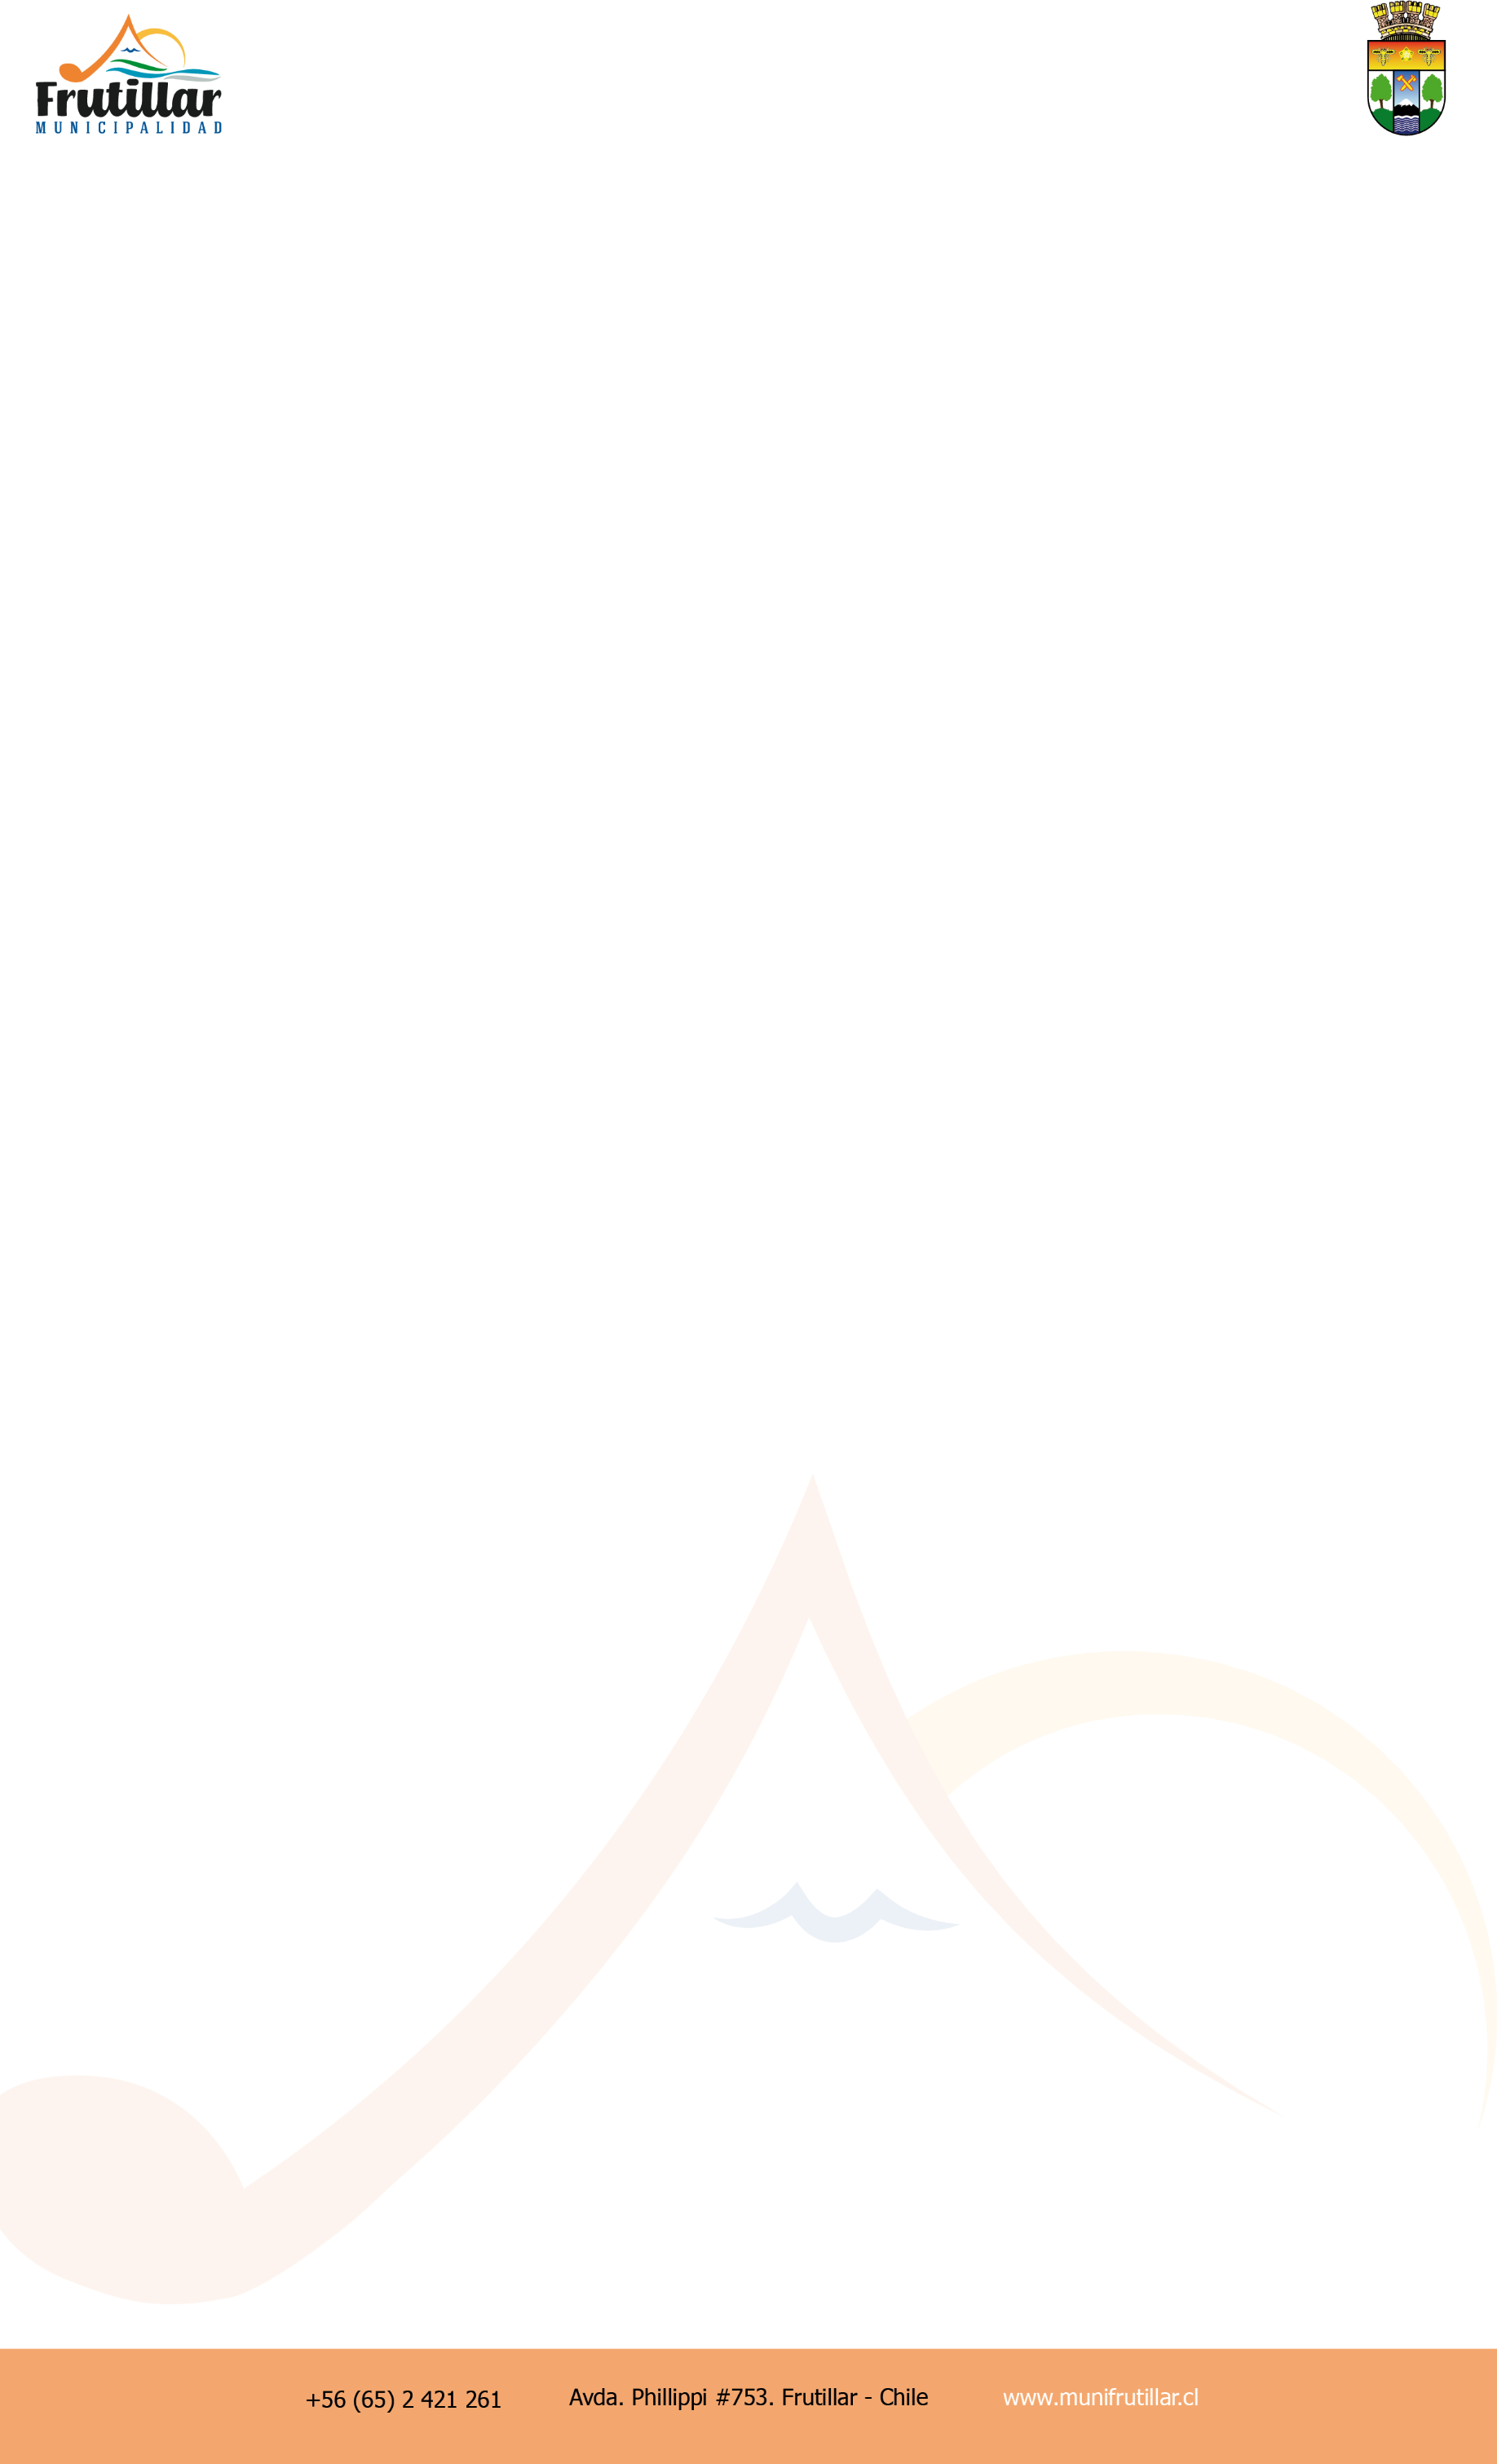 Frutillar
MUNICIPALIDAD
+56 (65) 2 421 261
Avda. Phillippi #753. Frutillar - Chile
www.munifrutillar.cl